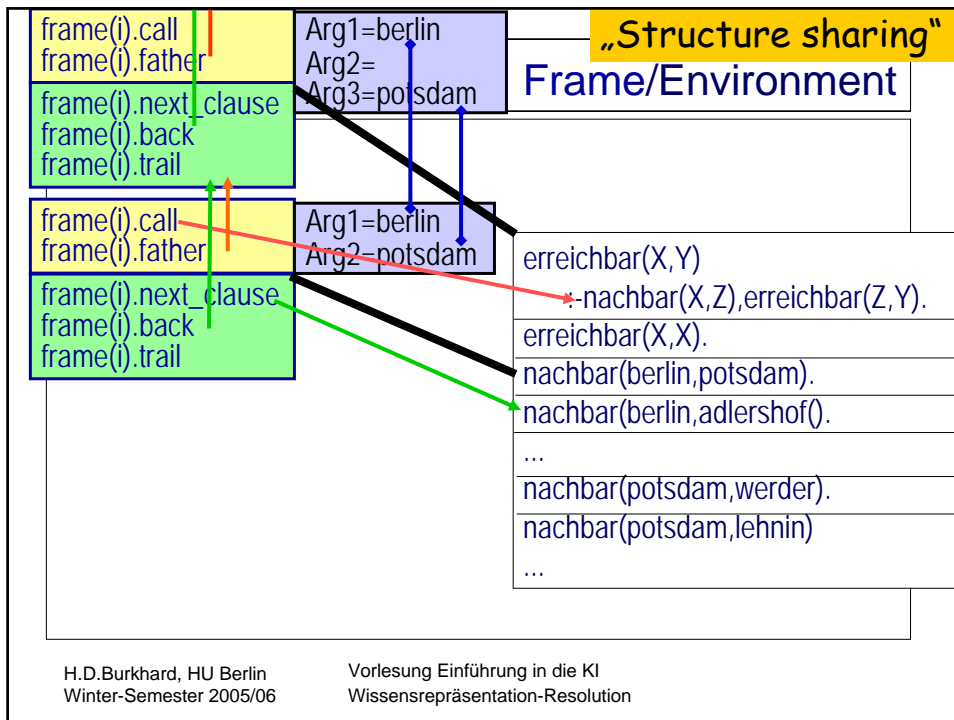 „Structure sharing“
Frame/Environment
frame(i).call
frame(i).father
frame(i).next_clause
frame(i).back
frame(i).trail
Arg1=berlin
Arg2=
Arg3=potsdam
frame(i).call
frame(i).father
frame(i).next_clause
frame(i).back
frame(i).trail
Arg1=berlin
Arg2=potsdam
erreichbar(X,Y)
:-nachbar(X,Z),erreichbar(Z,Y).
erreichbar(X,X).
nachbar(berlin,potsdam).
nachbar(berlin,adlershof().
...
nachbar(potsdam,werder).
nachbar(potsdam,lehnin)
...
H.D.Burkhard, HU Berlin
Winter-Semester 2005/06
Vorlesung Einführung in die KI
Wissensrepräsentation-Resolution